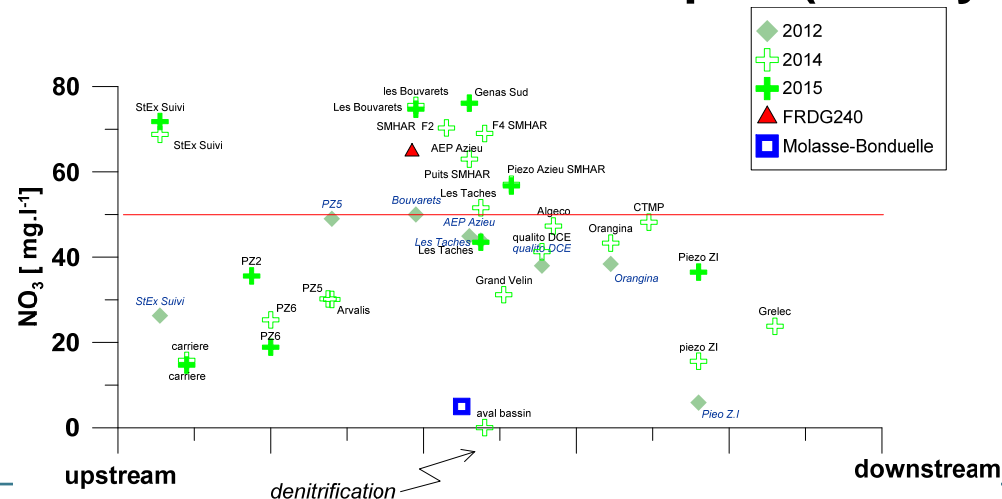 2012
2014
2015
FRDG240
Molasse-Bonduelle
NO3 [ mg.l-1]
80
60
40
20
0
StEx Suivi
StEx Suivi
les Bouvarets
Les Bouvarets
Genas Sud
SMHAR F2
F4 SMHAR
AEP Azieu
Puits SMHAR
Piezo Azieu SMHAR
Les Taches
PZ5
Bouvarets
AEP Azieu
Algeco
CTMP
Les Taches
Les Taches
qualito DCE
qualito DCE
Orangina
Orangina
PZ2
Piezo ZI
Grand Velin
PZ5
Arvalis
StEx Suivi
PZ6
PZ6
Grelec
carriere
carriere
piezo ZI
Pieo Z.I
aval bassin
upstream
downstream
denitrification